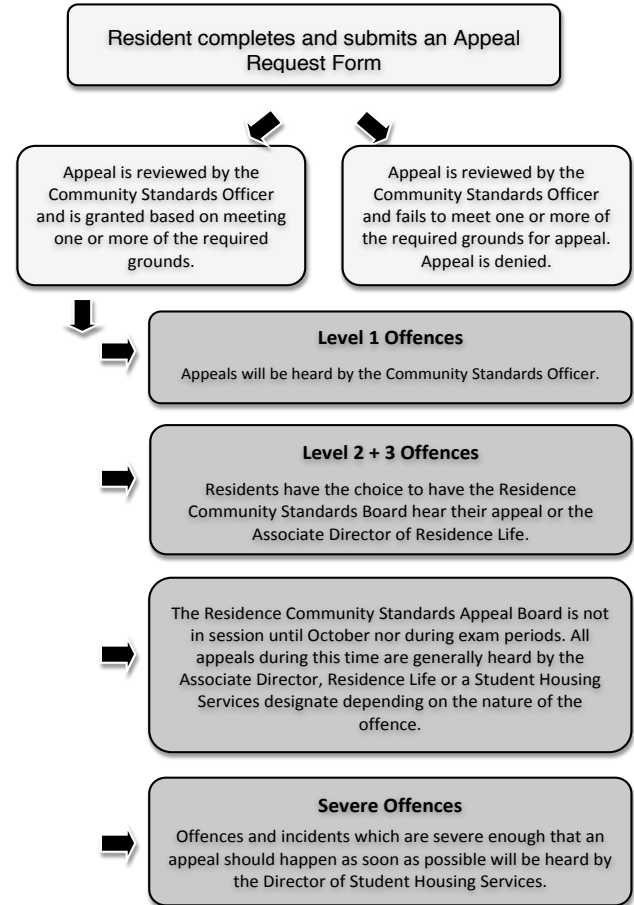 Resident completes and submits an Appeal
Request Form
Appeal is reviewed by the
Community Standards Officer
and is granted based on meeting
one or more of the required
grounds.
Appeal is reviewed by the
Community Standards Officer
and fails to meet one or more of
the required grounds for appeal.
Appeal is denied.
Level 1 Offences
Appeals will be heard by the Community Standards Officer.
Level 2 + 3 Offences
Residents have the choice to have the Residence
Community Standards Board hear their appeal or the
Associate Director of Residence Life.
The Residence Community Standards Appeal Board is not
in session until October nor during exam periods. All
appeals during this time are generally heard by the
Associate Director, Residence Life or a Student Housing
Services designate depending on the nature of the
offence.
Severe Offences
Offences and incidents which are severe enough that an
appeal should happen as soon as possible will be heard by
the Director of Student Housing Services.